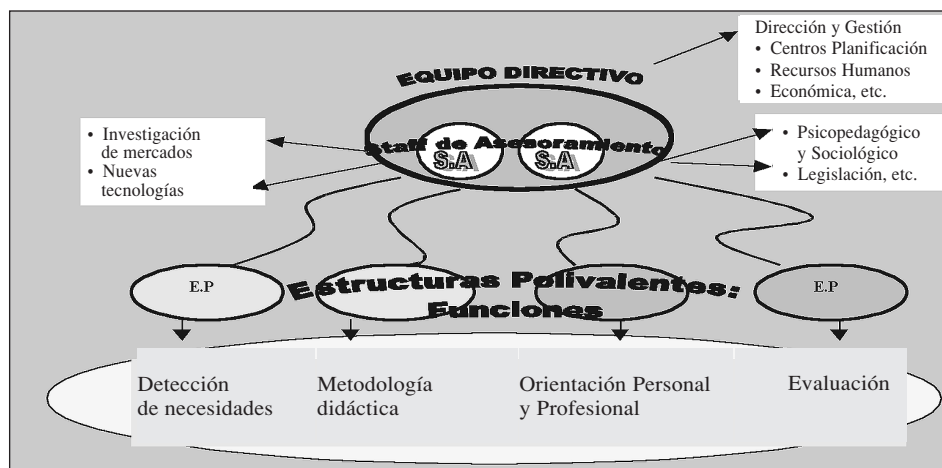 Dirección y Gestión
• Centros Planificación
• Recursos Humanos
• Económica, etc.
EQUIPO DIRECTIVO
• Investigación
de mercados
• Nuevas
tecnologías
Staff de Asesoramiento
S.A
S.A
• Psicopedagógico
y Sociológico
• Legislación, etc.
E.P
Estructuras Polivalentes:
Funciones
E.P
Detección
de necesidades
Metodología
didáctica
Orientación Personal
y Profesional
Evaluación